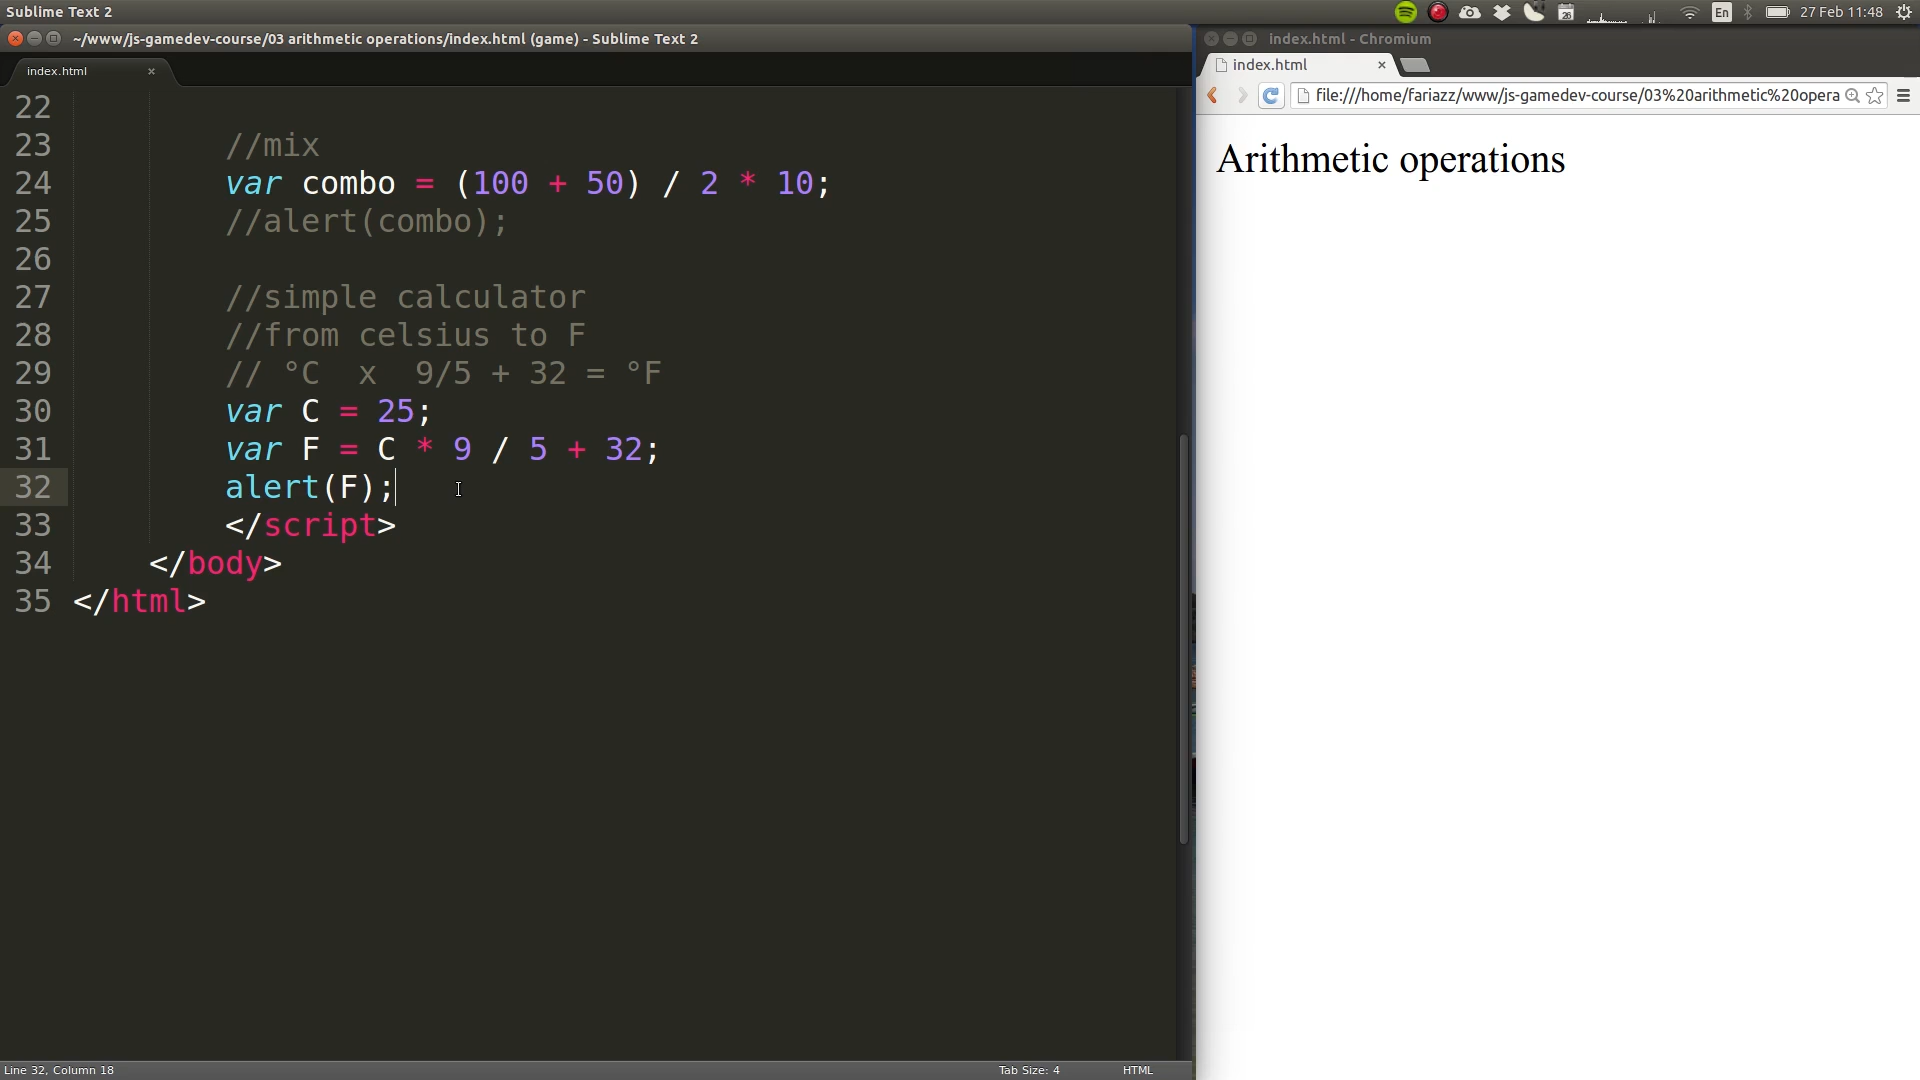 Sublime Text 2
En
27 Feb 11:48
~/www/js-gamedev-course/03 arithmetic operations/index.html (game) - Sublime Text 2
index.html
22
23 //mix
24 var combo = (100 + 50) / 2 * 10;
25 //alert(combo);
26
27 //simple calculator
28 //from celsius to F
29 // °C  x  9/5 + 32 = °F
30 var C = 25;
31 var F = C * 9 / 5 + 32;
32 alert(F);
33 </script>
34 </body>
35 </html>
Line 32, Column 18
Tab Size: 4
HTML
index.html - Chromium
index.html
file:///home/fariazz/www/js-gamedev-course/03%20arithmetic%20opera
Arithmetic operations